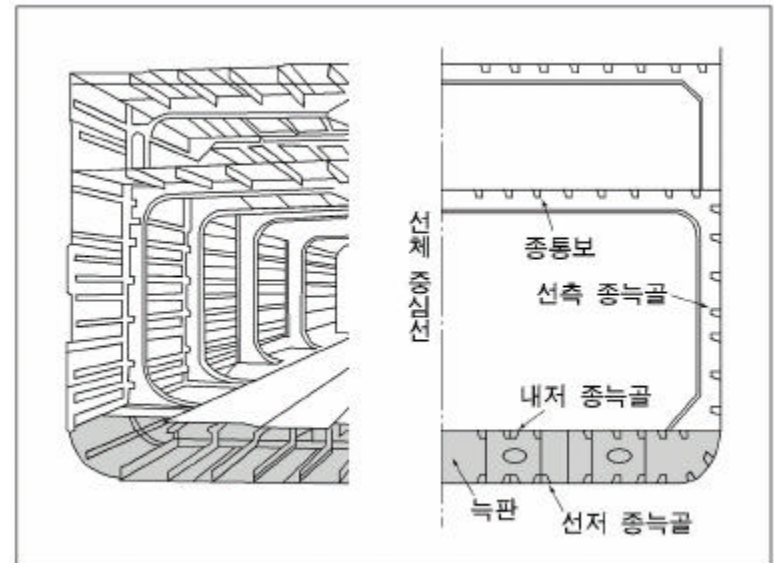 선체 중심선
종통보
선측 종늑골
내저 종늑골
늑판
선저 종늑골